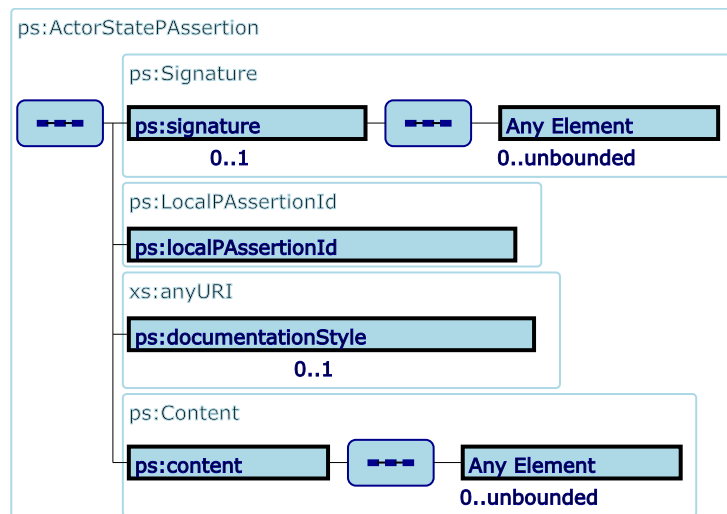 ps:ActorStatePAssertion
ps:Signature
ps:signature
Any Element
0..1
0..unbounded
ps:LocalPAssertionId
ps:localPAssertionId
xs:anyURI
ps:documentationStyle
0..1
ps:Content
ps:content
Any Element
0..unbounded